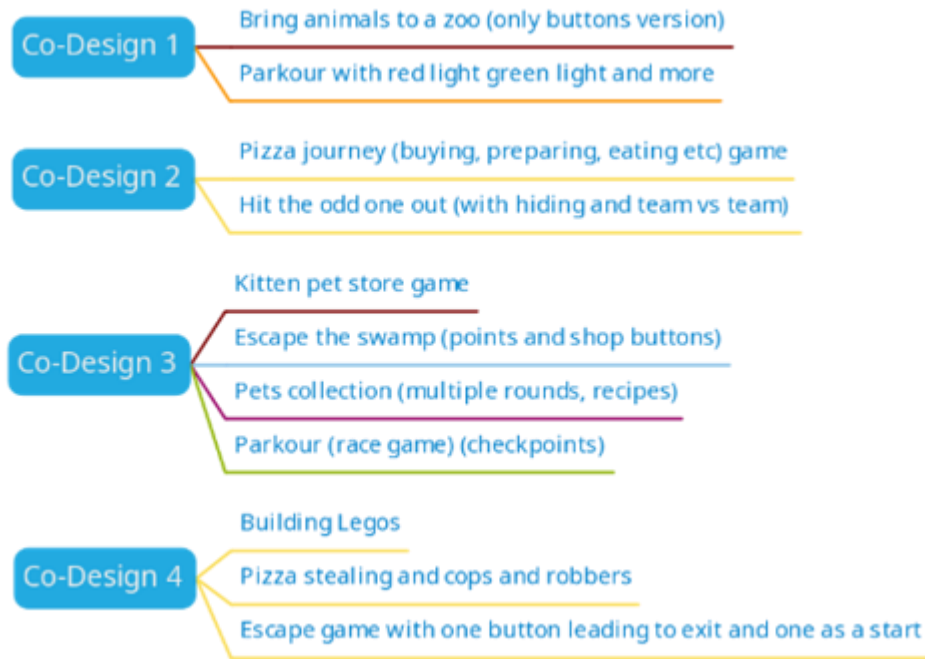 Co-Design 1
Bring animals to a zoo (only buttons version)
Parkour with red light green light and more
Co-Design 2
Pizza journey (buying, preparing, eating etc) game
Hit the odd one out (with hiding and team vs team)
Co-Design 3
Kitten pet store game
Escape the swamp (points and shop buttons)
Pets collection (multiple rounds, recipes)
Parkour (race game) (checkpoints)
Co-Design 4
Building Legos
Pizza stealing and cops and robbers
Escape game with one button leading to exit and one as a start